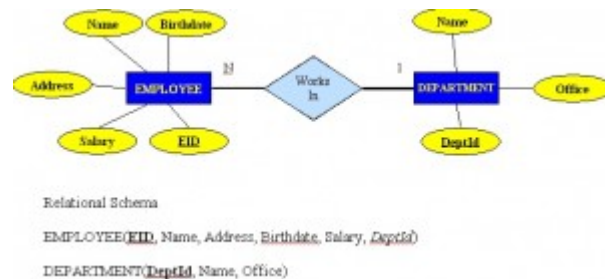 Name Birthdate Name
N 1
Address EMPLOYEE Works DEPARTMENT Office
In
Salary EID DeptId
Relational Schema
EMPLOYEE(EID, Name, Address, Birthdate, Salary, DeptId)
DEPARTMENT(DeptId, Name, Office)